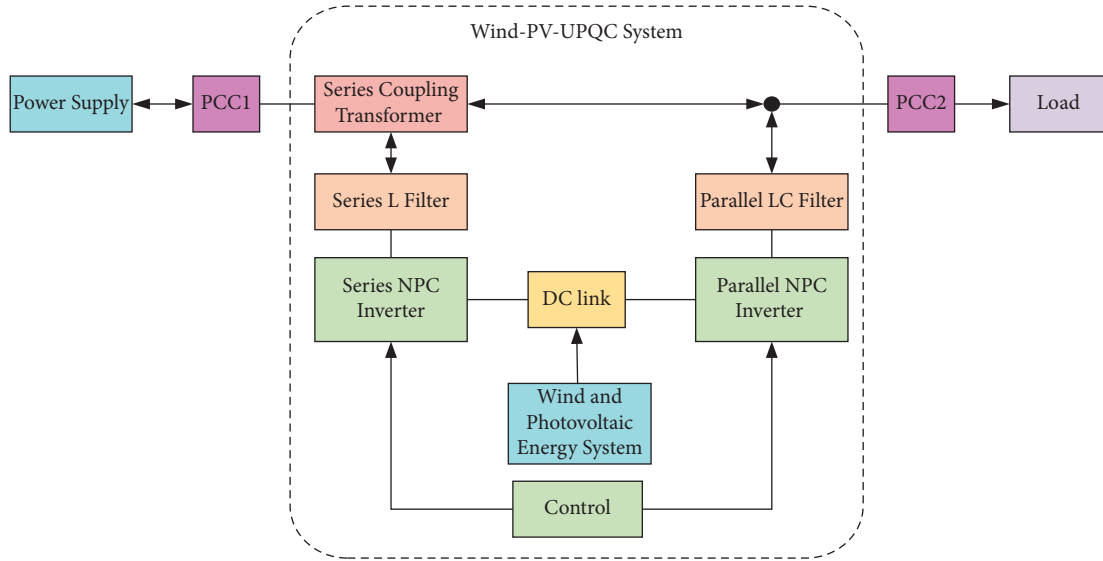 Wind-PV-UPQC System
Power Supply
PCC1
Series Coupling
Transformer
PCC2
Load
Series L Filter
Parallel LC Filter
Series NPC
Inverter
DC link
Parallel NPC
Inverter
Wind and
Photovoltaic
Energy System
Control